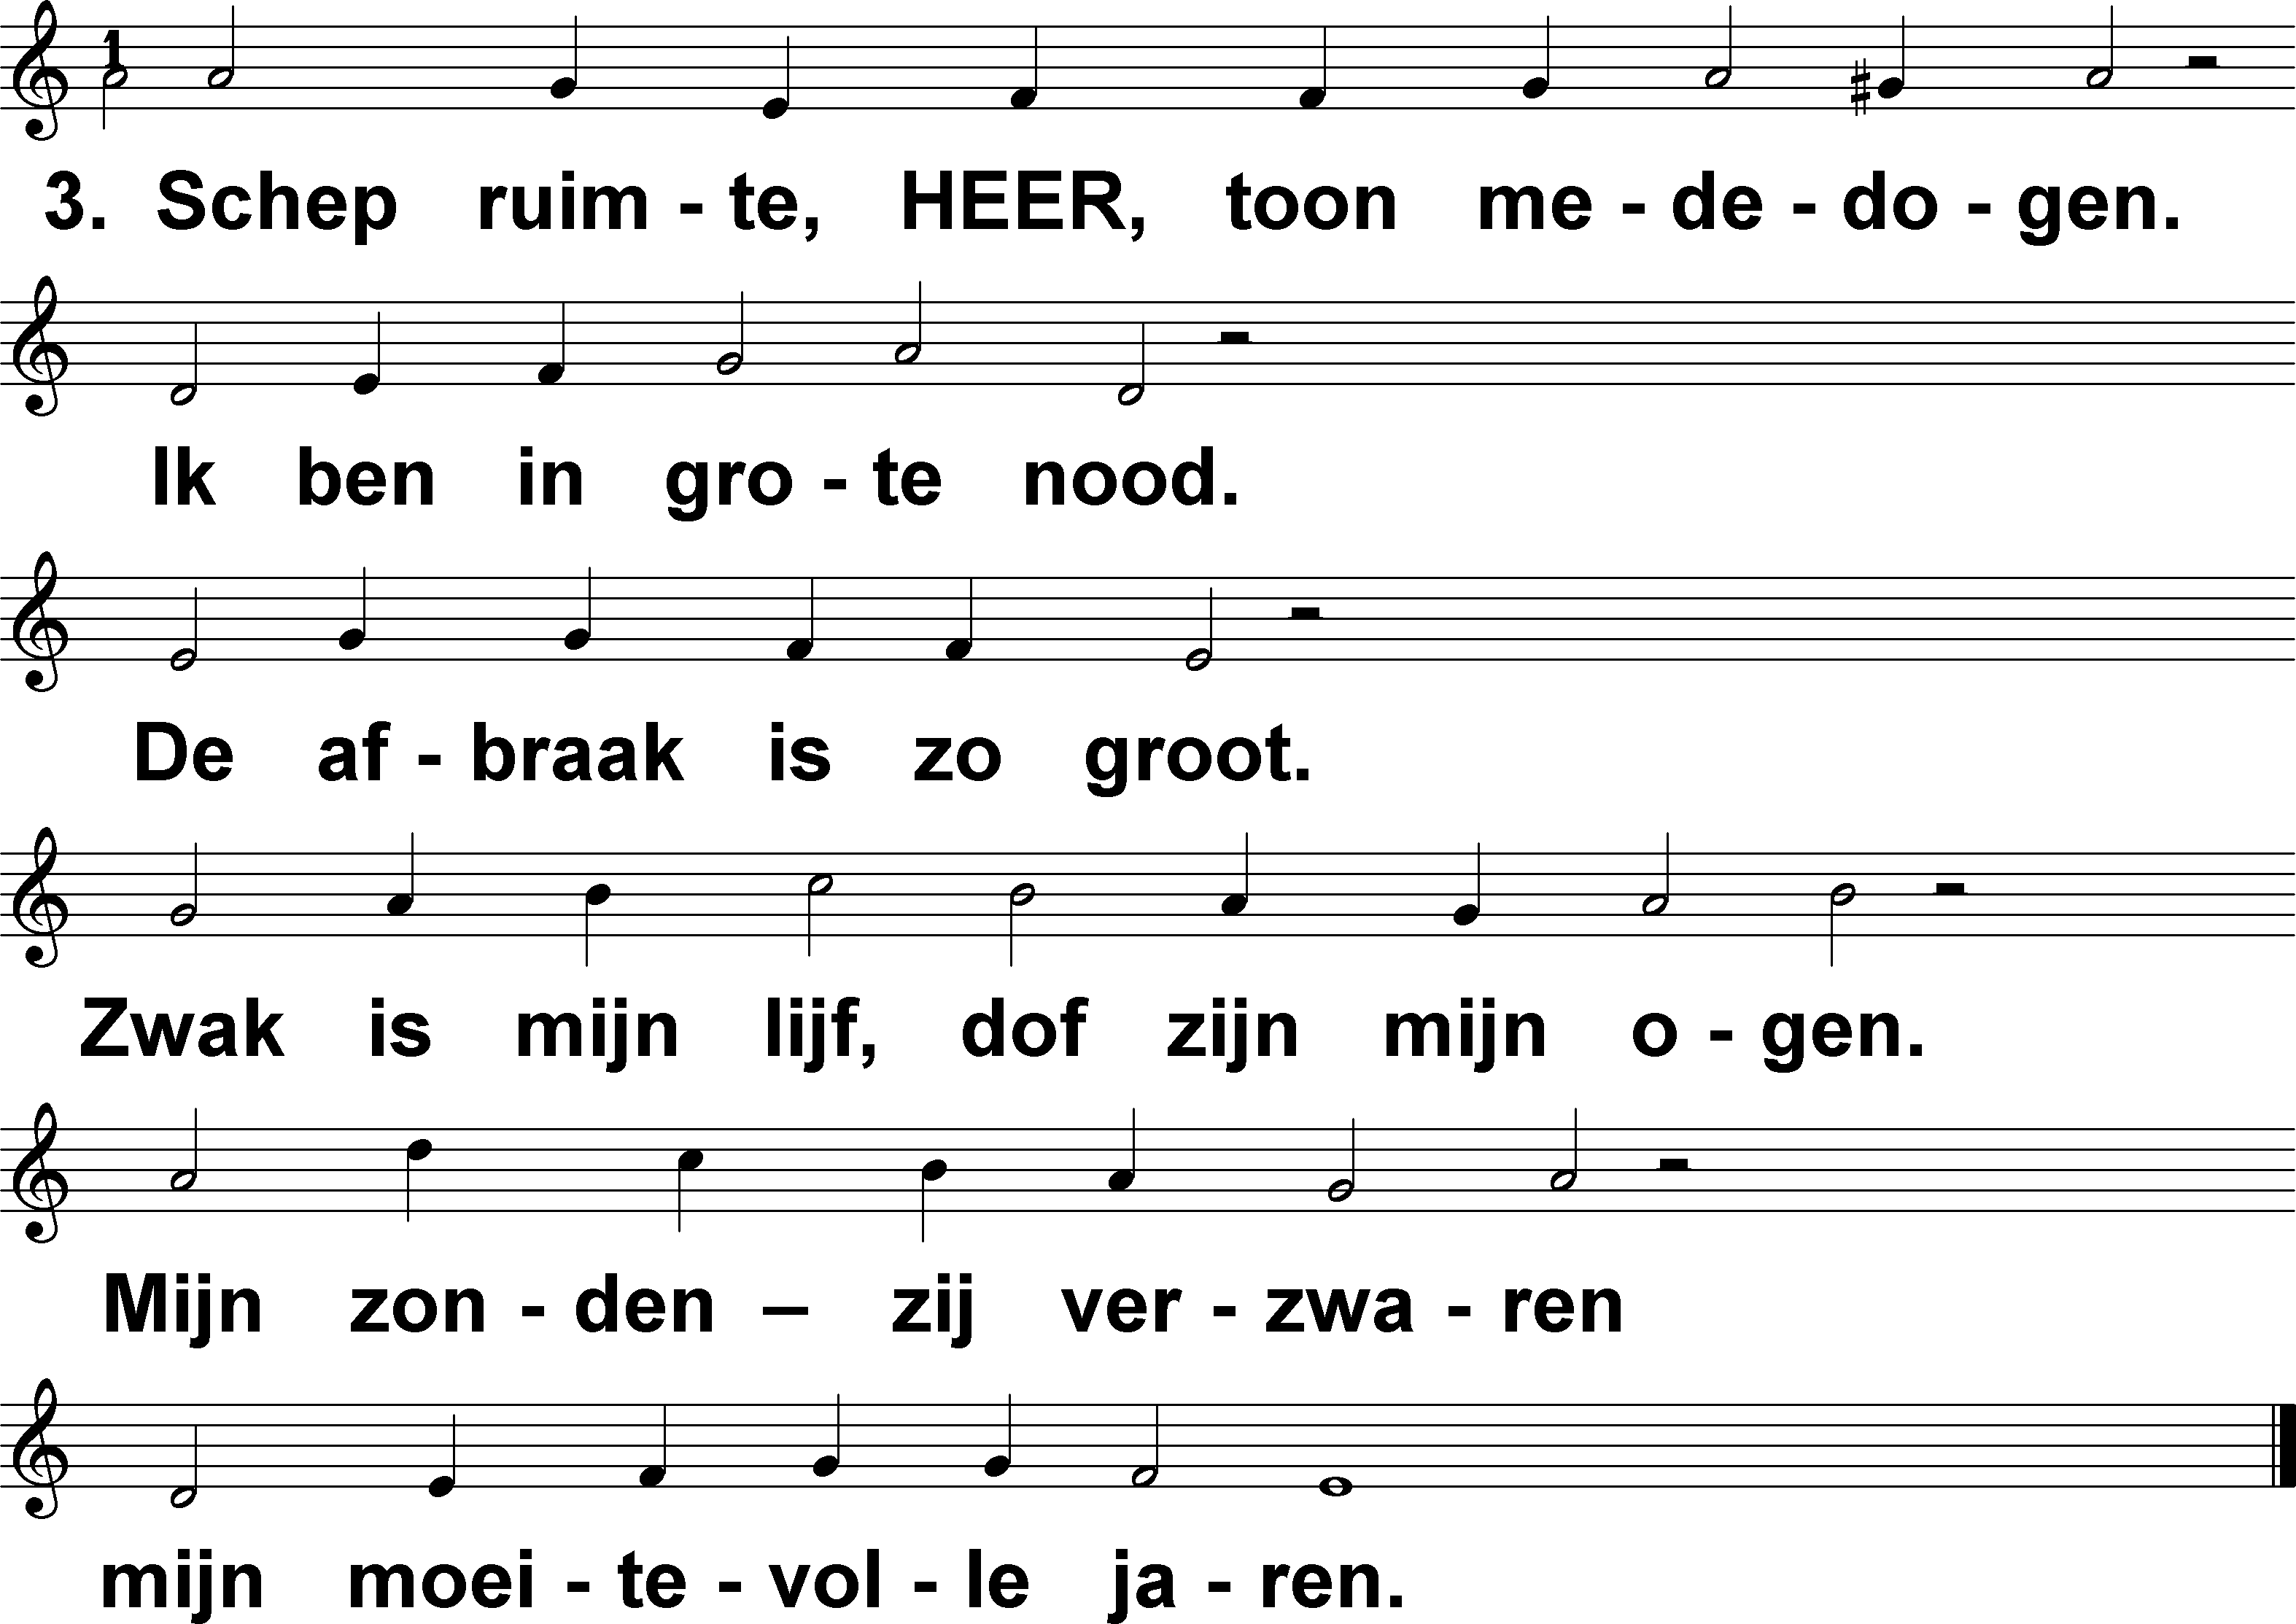 1
3. Schep ruim - te, HEER, toon me - de - do - gen.
Ik ben in gro - te nood.
De af - braak is zo groot.
Zwak is mijn lijf, dof zijn mijn o - gen.
Mijn zon - den – zij ver - zwa - ren
mijn moei - te - vol - le ja - ren.